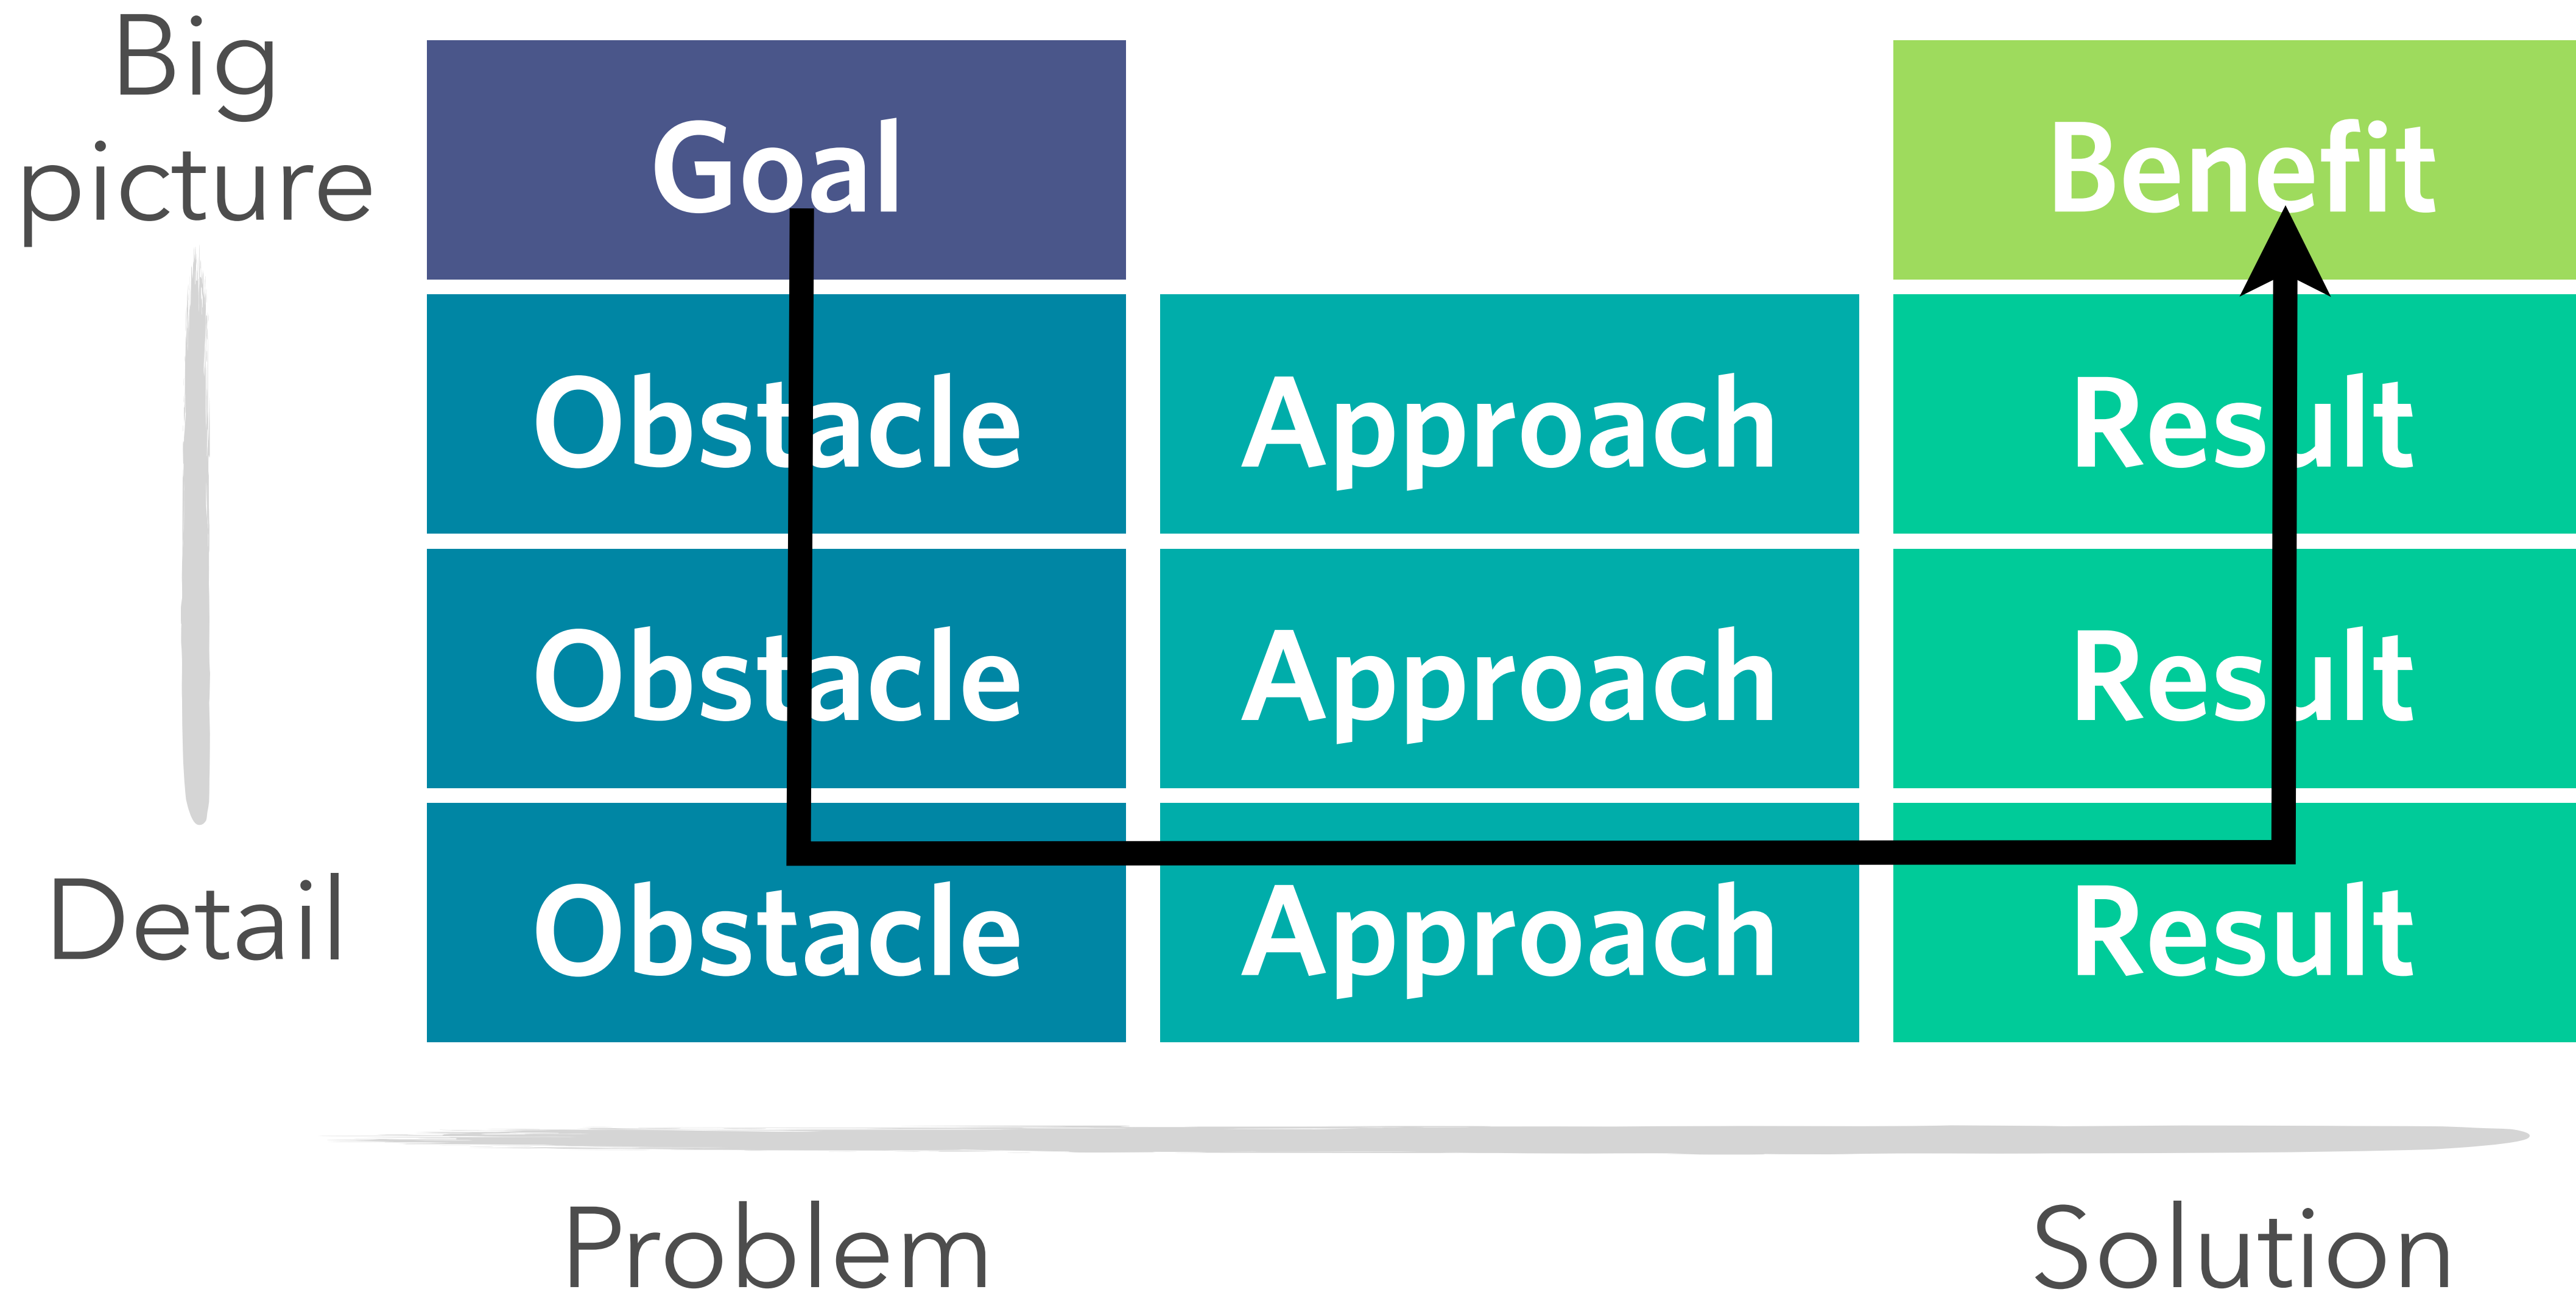 Big
picture
Goal
Benefit
Obstacle Approach Result
Obstacle Approach Result
Detail
Obstacle Approach Result
Problem
Solution